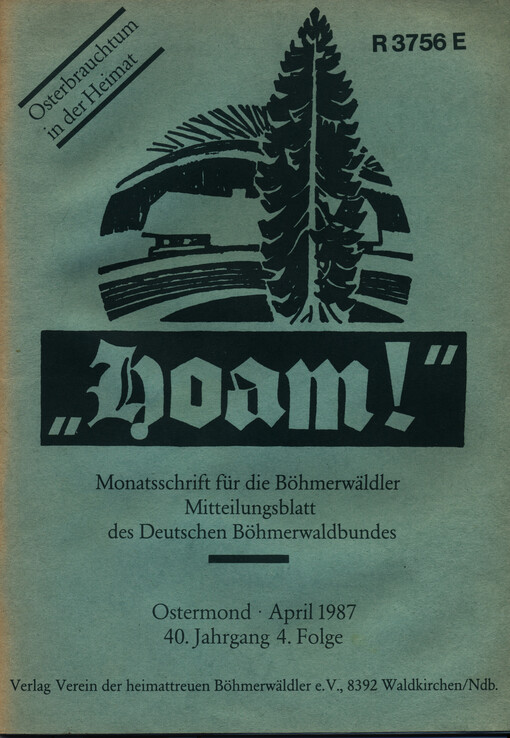 Osterbrauchtum
in der Heimat
R 3756 E
„Hoam!“
Monatsschrift für die Böhmerwäldler
Mitteilungsblatt
des Deutschen Böhmerwaldbundes
Ostermond · April 1987
40. Jahrgang 4. Folge
Verlag Verein der heimattreuen Böhmerwäldler e.V., 8392 Waldkirchen/Ndb.